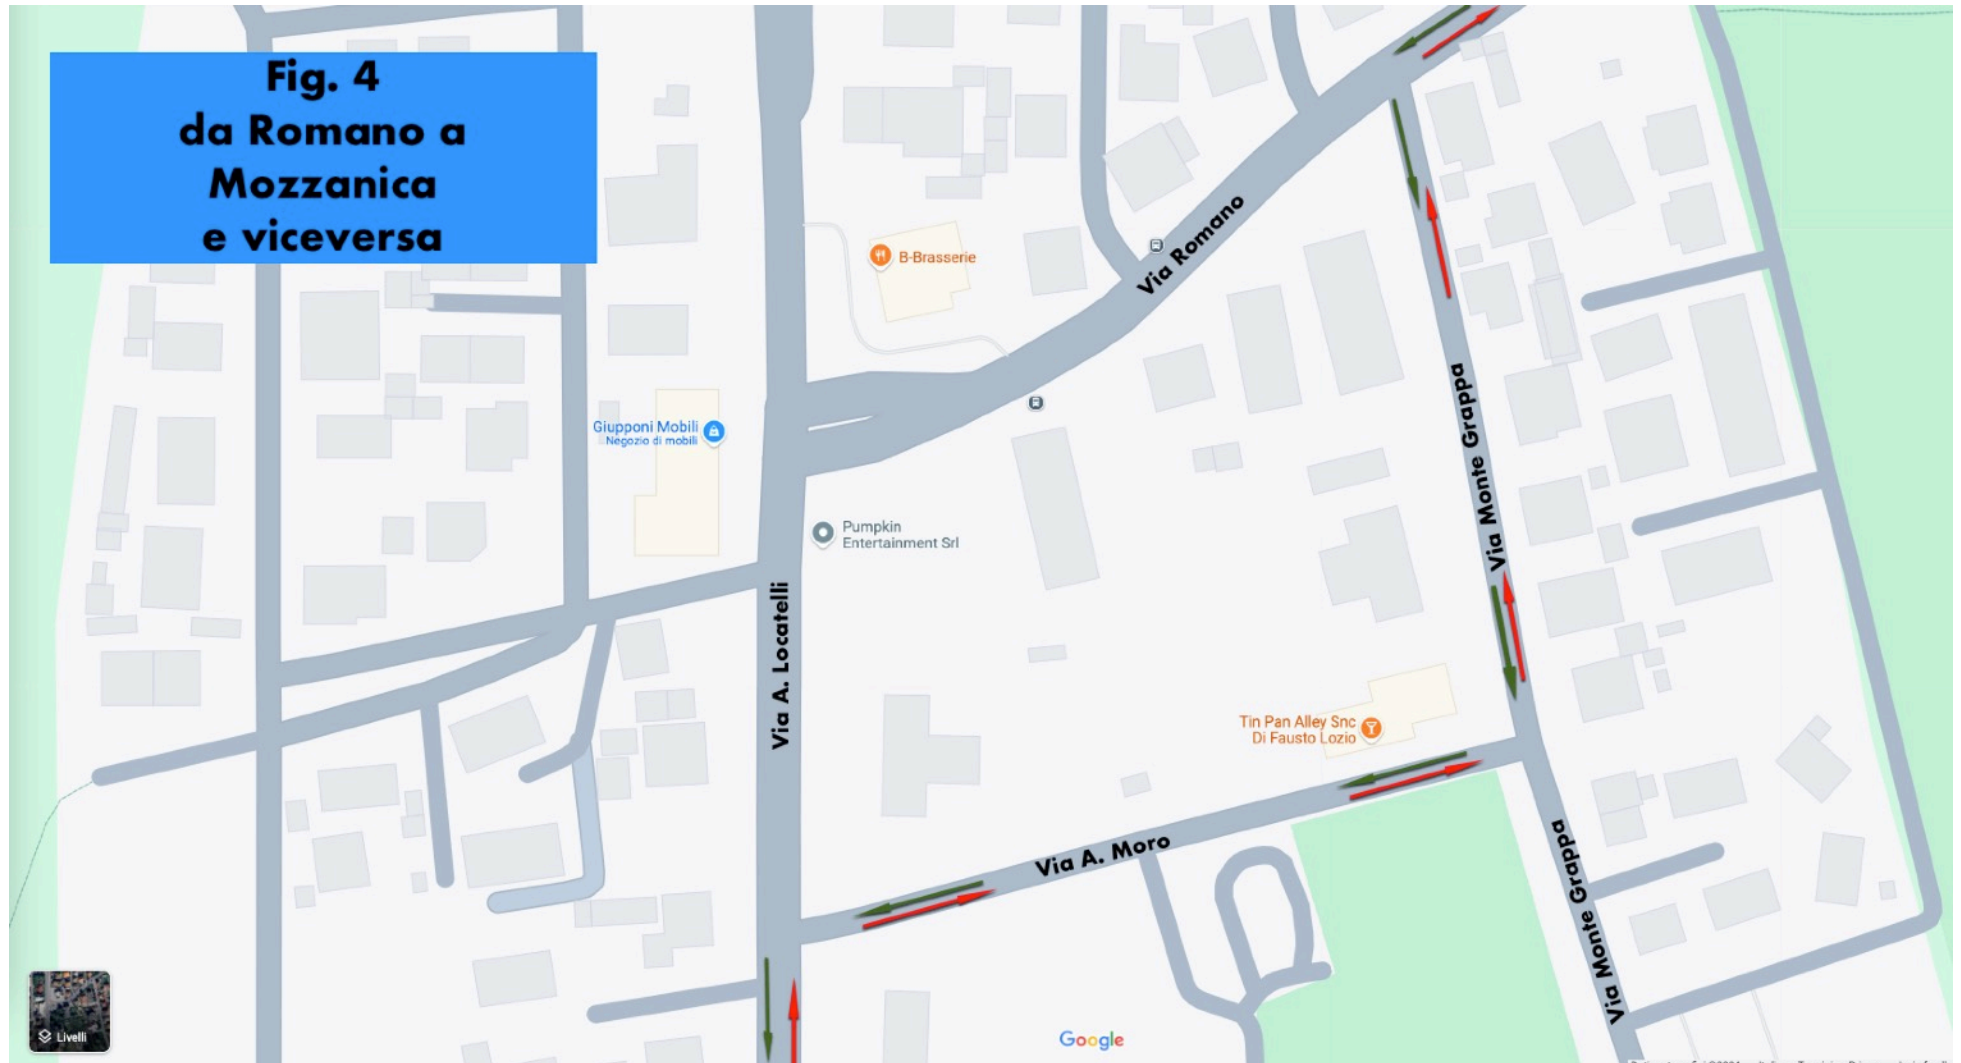 Fig. 4
da Romano a
Mozzanica
e viceversa
B-Brasserie
Via Romano
Giupponi Mobili
Negozio di mobili
Pumpkin
Entertainment Srl
Via Monte Grappa
Via A. Locatelli
Tin Pan Alley Snc
Di Fausto Lozio
Via A. Moro
Via Monte Grappa
Livelli
Google